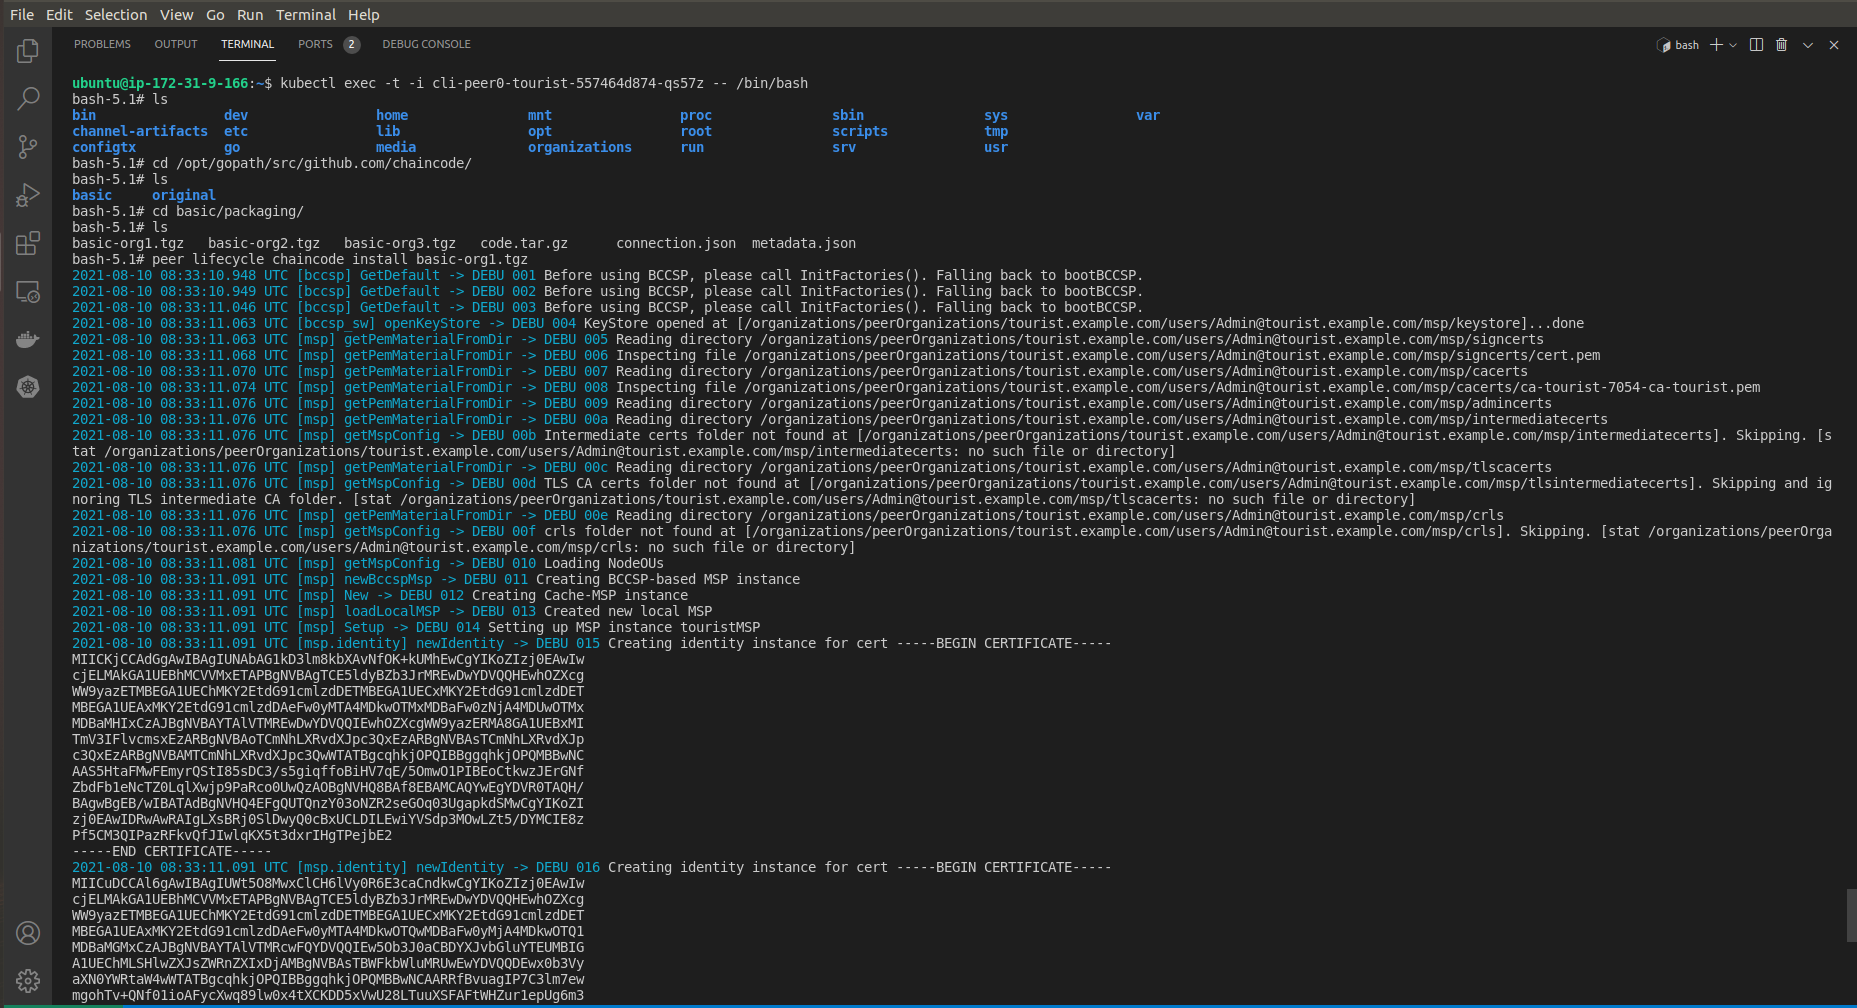 File Edit Selection View Go Run Terminal Help
PROBLEMS OUTPUT TERMINAL PORTS 2 DEBUG CONSOLE
bash
ubuntu@ip-172-31-9-166:~$ kubectl exec -t -i cli-peer0-tourist-557464d874-qs57z -- /bin/bash
bash-5.1# ls
bin dev home mnt proc sbin sys var
channel-artifacts etc lib opt root scripts tmp
configtx go media organizations run srv usr
bash-5.1# cd /opt/gopath/src/github.com/chaincode/
bash-5.1# ls
basic original
bash-5.1# cd basic/packaging/
bash-5.1# ls
basic-org1.tgz basic-org2.tgz basic-org3.tgz code.tar.gz connection.json metadata.json
bash-5.1# peer lifecycle chaincode install basic-org1.tgz
2021-08-10 08:33:10.948 UTC [bccsp] GetDefault -> DEBU 001 Before using BCCSP, please call InitFactories(). Falling back to bootBCCSP.
2021-08-10 08:33:10.949 UTC [bccsp] GetDefault -> DEBU 002 Before using BCCSP, please call InitFactories(). Falling back to bootBCCSP.
2021-08-10 08:33:11.046 UTC [bccsp] GetDefault -> DEBU 003 Before using BCCSP, please call InitFactories(). Falling back to bootBCCSP.
2021-08-10 08:33:11.063 UTC [bccsp_sw] openKeyStore -> DEBU 004 KeyStore opened at [/organizations/peerOrganizations/tourist.example.com/users/Admin@tourist.example.com/msp/keystore]...done
2021-08-10 08:33:11.063 UTC [msp] getPemMaterialFromDir -> DEBU 005 Reading directory /organizations/peerOrganizations/tourist.example.com/users/Admin@tourist.example.com/msp/signcerts
2021-08-10 08:33:11.068 UTC [msp] getPemMaterialFromDir -> DEBU 006 Inspecting file /organizations/peerOrganizations/tourist.example.com/users/Admin@tourist.example.com/msp/signcerts/cert.pem
2021-08-10 08:33:11.070 UTC [msp] getPemMaterialFromDir -> DEBU 007 Reading directory /organizations/peerOrganizations/tourist.example.com/users/Admin@tourist.example.com/msp/cacerts
2021-08-10 08:33:11.074 UTC [msp] getPemMaterialFromDir -> DEBU 008 Inspecting file /organizations/peerOrganizations/tourist.example.com/users/Admin@tourist.example.com/msp/cacerts/ca-tourist-7054-ca-tourist.pem
2021-08-10 08:33:11.076 UTC [msp] getPemMaterialFromDir -> DEBU 009 Reading directory /organizations/peerOrganizations/tourist.example.com/users/Admin@tourist.example.com/msp/admincerts
2021-08-10 08:33:11.076 UTC [msp] getPemMaterialFromDir -> DEBU 00a Reading directory /organizations/peerOrganizations/tourist.example.com/users/Admin@tourist.example.com/msp/intermediatecerts
2021-08-10 08:33:11.076 UTC [msp] getMspConfig -> DEBU 00b Intermediate certs folder not found at [/organizations/peerOrganizations/tourist.example.com/users/Admin@tourist.example.com/msp/intermediatecerts]. Skipping. [s
tat /organizations/peerOrganizations/tourist.example.com/users/Admin@tourist.example.com/msp/intermediatecerts: no such file or directory]
2021-08-10 08:33:11.076 UTC [msp] getPemMaterialFromDir -> DEBU 00c Reading directory /organizations/peerOrganizations/tourist.example.com/users/Admin@tourist.example.com/msp/tlscacerts
2021-08-10 08:33:11.076 UTC [msp] getMspConfig -> DEBU 00d TLS CA certs folder not found at [/organizations/peerOrganizations/tourist.example.com/users/Admin@tourist.example.com/msp/tlsintermediatecerts]. Skipping and ig
noring TLS intermediate CA folder. [stat /organizations/peerOrganizations/tourist.example.com/users/Admin@tourist.example.com/msp/tlscacerts: no such file or directory]
2021-08-10 08:33:11.076 UTC [msp] getPemMaterialFromDir -> DEBU 00e Reading directory /organizations/peerOrganizations/tourist.example.com/users/Admin@tourist.example.com/msp/crls
2021-08-10 08:33:11.076 UTC [msp] getMspConfig -> DEBU 00f crls folder not found at [/organizations/peerOrganizations/tourist.example.com/users/Admin@tourist.example.com/msp/crls]. Skipping. [stat /organizations/peerOrga
nizations/tourist.example.com/users/Admin@tourist.example.com/msp/crls: no such file or directory]
2021-08-10 08:33:11.081 UTC [msp] getMspConfig -> DEBU 010 Loading NodeOUs
2021-08-10 08:33:11.091 UTC [msp] newBccspMsp -> DEBU 011 Creating BCCSP-based MSP instance
2021-08-10 08:33:11.091 UTC [msp] New -> DEBU 012 Creating Cache-MSP instance
2021-08-10 08:33:11.091 UTC [msp] loadLocalMSP -> DEBU 013 Created new local MSP
2021-08-10 08:33:11.091 UTC [msp] Setup -> DEBU 014 Setting up MSP instance touristMSP
2021-08-10 08:33:11.091 UTC [msp.identity] newIdentity -> DEBU 015 Creating identity instance for cert -----BEGIN CERTIFICATE-----
MIICKjCCAdGgAwIBAgIUNAbAG1kD3lm8kbXAvNfOK+kUMhEwCgYIKoZIzj0EAwIw
cjELMAkGA1UEBhMCVVMxETAPBgNVBAgTCE5ldyBZb3JrMREwDwYDVQQHEwhOZXcg
WW9yazETMBEGA1UEChMKY2EtdG91cmlzdDETMBEGA1UECxMKY2EtdG91cmlzdDET
MBEGA1UEAxMKY2EtdG91cmlzdDAeFw0yMTA4MDkwOTMxMDBaFw0zNjA4MDUwOTMx
MDBaMHIxCzAJBgNVBAYTAlVTMREwDwYDVQQIEwhOZXcgWW9yazERMA8GA1UEBxMI
TmV3IFlvcmsxEzARBgNVBAoTCmNhLXRvdXJpc3QxEzARBgNVBAsTCmNhLXRvdXJp
c3QxEzARBgNVBAMTCmNhLXRvdXJpc3QwWTATBgcqhkjOPQIBBggqhkjOPQMBBwNC
AAS5HtaFMwFEmyrQStI85sDC3/s5giqffoBiHV7qE/5OmwO1PIBEoCtkwzJErGNf
ZbdFb1eNcTZ0LqlXwjp9PaRco0UwQzAOBgNVHQ8BAf8EBAMCAQYwEgYDVR0TAQH/
BAgwBgEB/wIBATAdBgNVHQ4EFgQUTQnzY03oNZR2seGOq03UgapkdSMwCgYIKoZI
zj0EAwIDRwAwRAIgLXsBRj0SlDwyQ0cBxUCLDILEwiYVSdp3MOwLZt5/DYMCIE8z
Pf5CM3QIPazRFkvQfJIwlqKX5t3dxrIHgTPejbE2
-----END CERTIFICATE-----
2021-08-10 08:33:11.091 UTC [msp.identity] newIdentity -> DEBU 016 Creating identity instance for cert -----BEGIN CERTIFICATE-----
MIICuDCCAl6gAwIBAgIUWt5O8MwxClCH6lVy0R6E3caCndkwCgYIKoZIzj0EAwIw
cjELMAkGA1UEBhMCVVMxETAPBgNVBAgTCE5ldyBZb3JrMREwDwYDVQQHEwhOZXcg
WW9yazETMBEGA1UEChMKY2EtdG91cmlzdDETMBEGA1UECxMKY2EtdG91cmlzdDET
MBEGA1UEAxMKY2EtdG91cmlzdDAeFw0yMTA4MDkwOTQwMDBaFw0yMjA4MDkwOTQ1
MDBaMGMxCzAJBgNVBAYTAlVTMRcwFQYDVQQIEw5Ob3J0aCBDYXJvbGluYTEUMBIG
A1UEChMLSHlwZXJsZWRnZXIxDjAMBgNVBAsTBWFkbWluMRUwEwYDVQQDEwx0b3Vy
aXN0YWRtaW4wWTATBgcqhkjOPQIBBggqhkjOPQMBBwNCAARRfBvuagIP7C3lm7ew
mgohTv+QNf01ioAFycXwq89lw0x4tXCKDD5xVwU28LTuuXSFAFtWHZur1epUg6m3